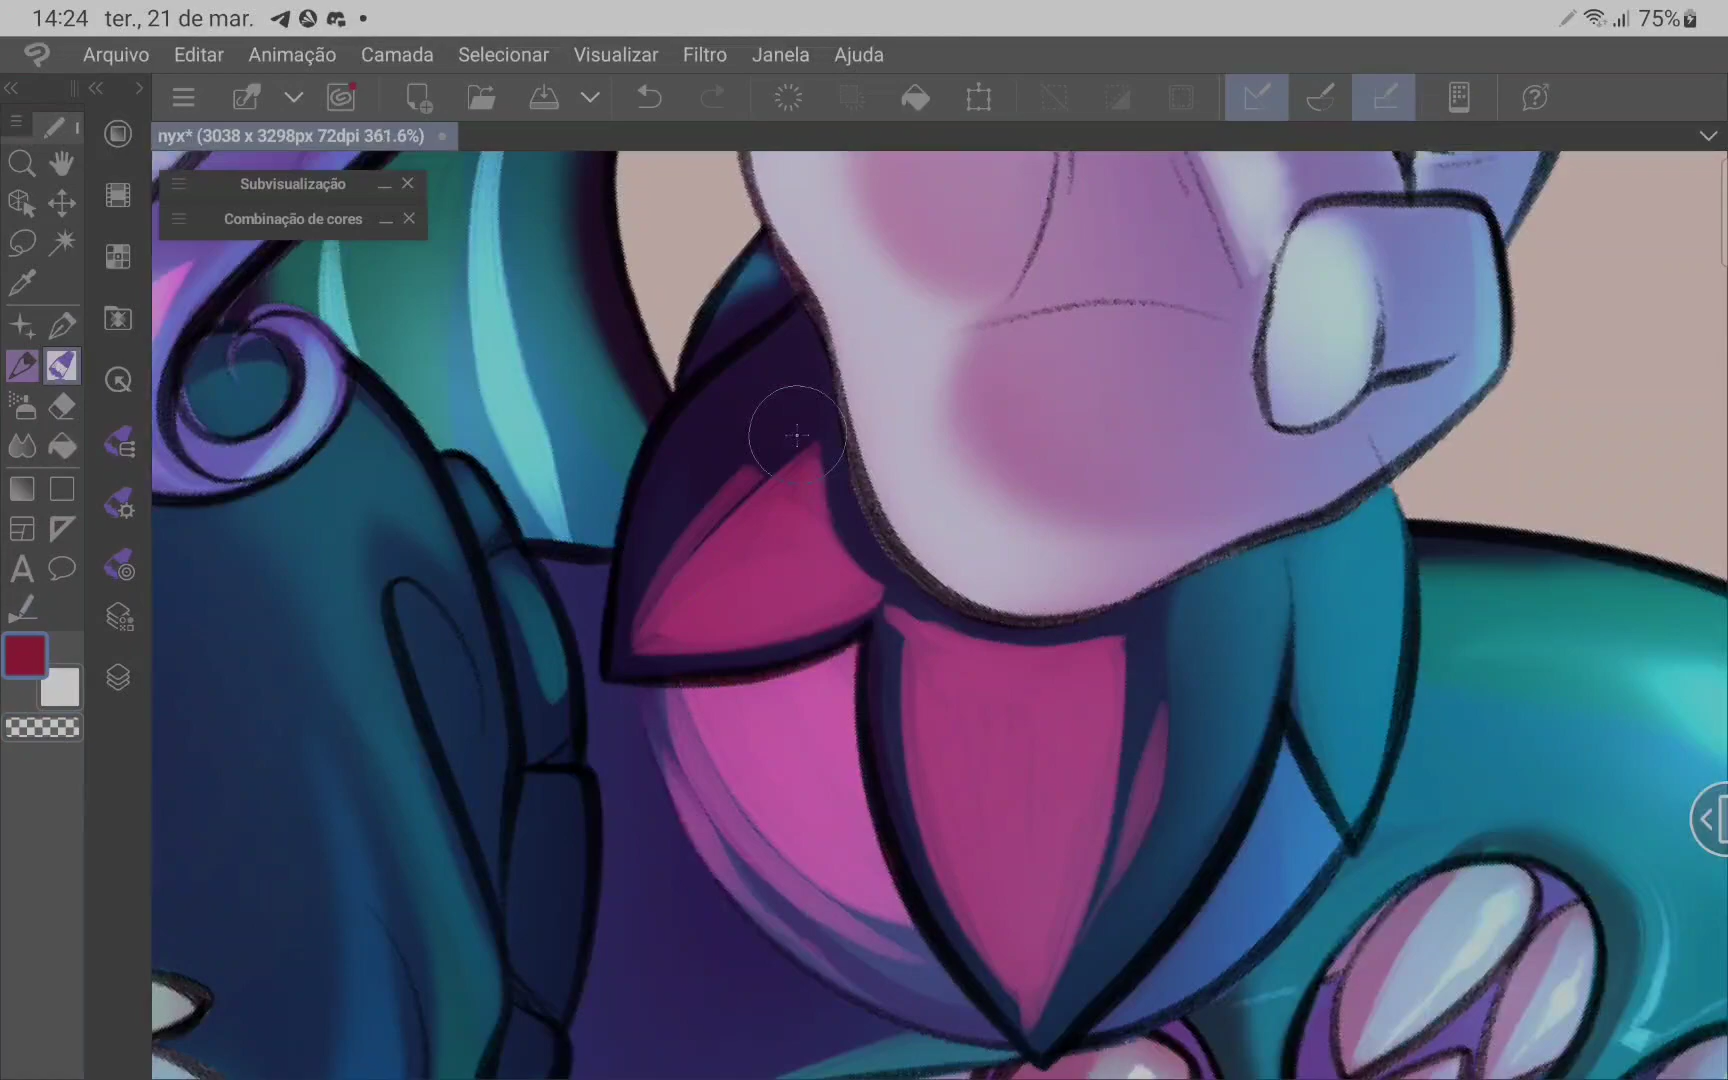 14:24 ter., 21 de mar.
75%
Arquivo Editar Animação Camada Selecionar Visualizar Filtro Janela Ajuda
nyx* (3038 x 3298px 72dpi 361.6%)
Subvisualização
Combinação de cores